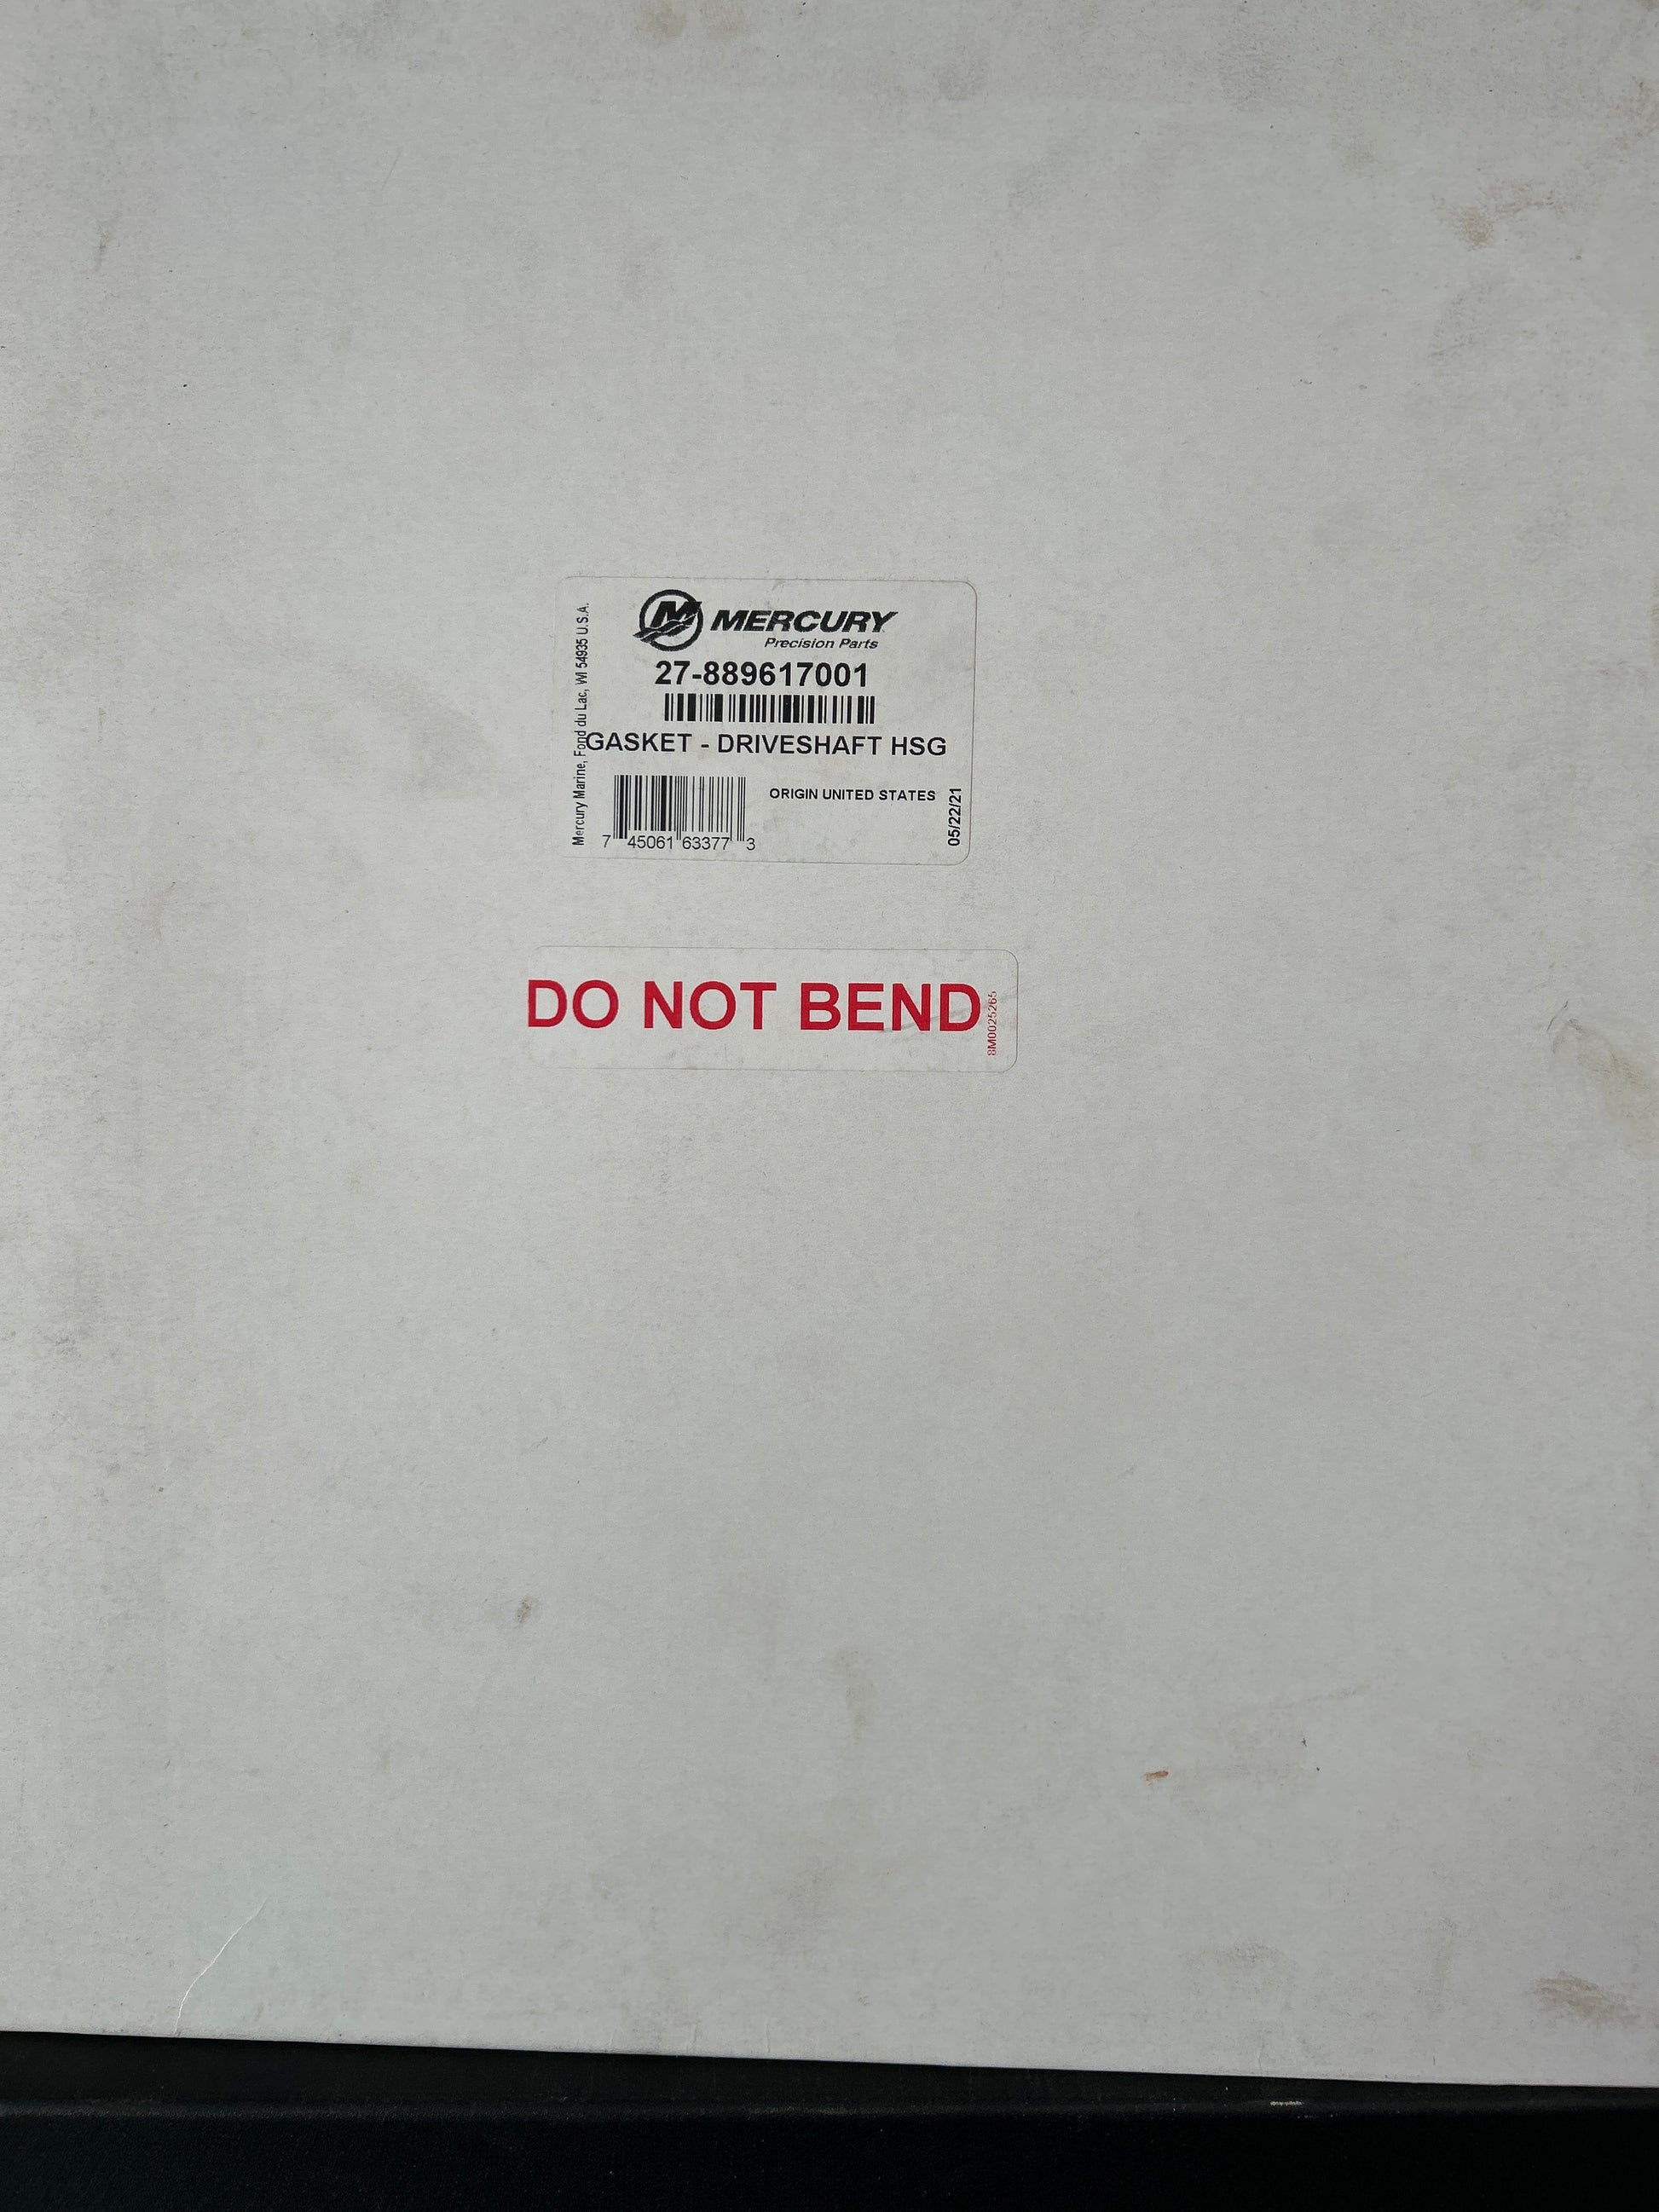 MERCURY
Precision Parts
27-889617001
GASKET - DRIVESHAFT HSG
ORIGIN UNITED STATES
7 45061 63377 3
05/22/21
Mercury Marine, Fond du Lac, WI 54935 U.S.A.
DO NOT BEND
8M0025265